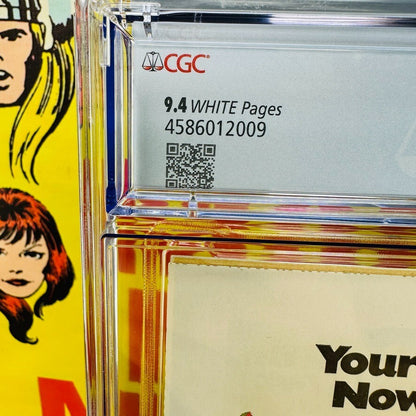 CGC
9.4 WHITE Pages
4586012009
Your
Now